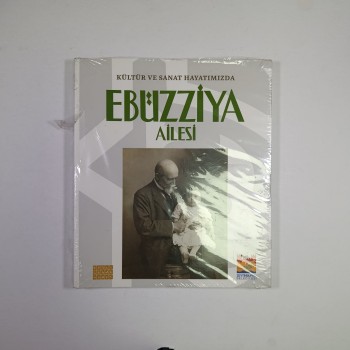 KÜLTÜR VE SANAT HAYATIMIZDA
EBÜZZİYA
AİLESİ